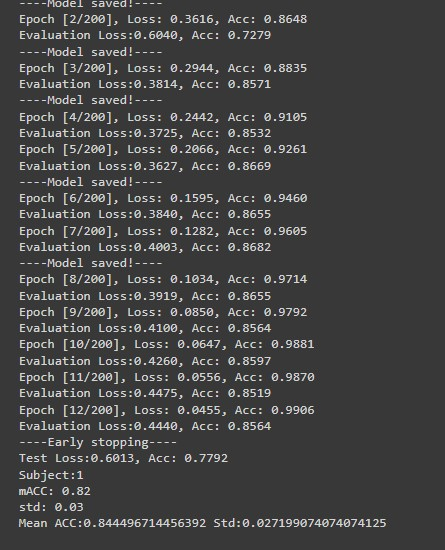 ----Model saved!----
Epoch [2/200], Loss: 0.3616, Acc: 0.8648
Evaluation Loss:0.6040, Acc: 0.7279
----Model saved!----
Epoch [3/200], Loss: 0.2944, Acc: 0.8835
Evaluation Loss:0.3814, Acc: 0.8571
----Model saved!----
Epoch [4/200], Loss: 0.2442, Acc: 0.9105
Evaluation Loss:0.3725, Acc: 0.8532
Epoch [5/200], Loss: 0.2066, Acc: 0.9261
Evaluation Loss:0.3627, Acc: 0.8669
----Model saved!----
Epoch [6/200], Loss: 0.1595, Acc: 0.9460
Evaluation Loss:0.3840, Acc: 0.8655
Epoch [7/200], Loss: 0.1282, Acc: 0.9605
Evaluation Loss:0.4003, Acc: 0.8682
----Model saved!----
Epoch [8/200], Loss: 0.1034, Acc: 0.9714
Evaluation Loss:0.3919, Acc: 0.8655
Epoch [9/200], Loss: 0.0850, Acc: 0.9792
Evaluation Loss:0.4100, Acc: 0.8564
Epoch [10/200], Loss: 0.0647, Acc: 0.9881
Evaluation Loss:0.4260, Acc: 0.8597
Epoch [11/200], Loss: 0.0556, Acc: 0.9870
Evaluation Loss:0.4475, Acc: 0.8519
Epoch [12/200], Loss: 0.0455, Acc: 0.9906
Evaluation Loss:0.4440, Acc: 0.8564
----Early stopping----
Test Loss:0.6013, Acc: 0.7792
Subject:1
mACC: 0.82
std: 0.03
Mean ACC:0.844496714456392 Std:0.027199074074074125